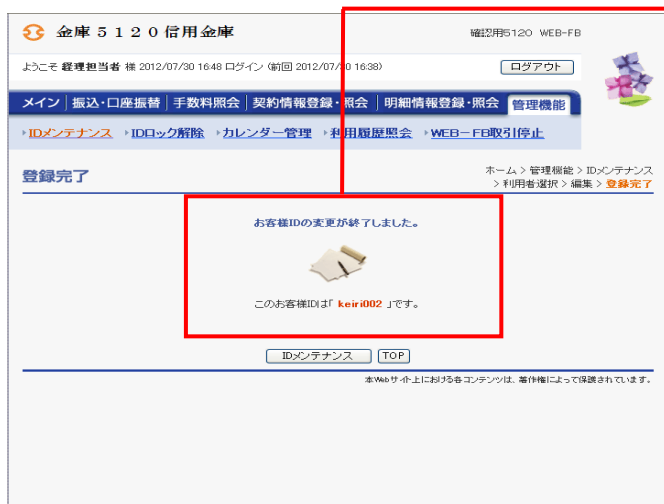 金庫5120信用金庫
確認用5120 WEB-FB
ようこそ 経理担当者 様 2012/07/30 16:48 ログイン (前回 2012/07/30 16:38)
ログアウト
メイン 振込・口座振替 手数料照会 契約情報登録・照会 明細情報登録・照会 管理機能
IDメンテナンス IDロック解除 カレンダー管理 利用履歴照会 WEB-FB取引停止
登録完了
ホーム > 管理機能 > IDメンテナンス
> 利用者選択 > 編集 > 登録完了
お客様IDの変更が終了しました。
このお客様IDは「 keiri002 」です。
IDメンテナンス TOP
本Webサイト上における各コンテンツは、著作権によって保護されています。